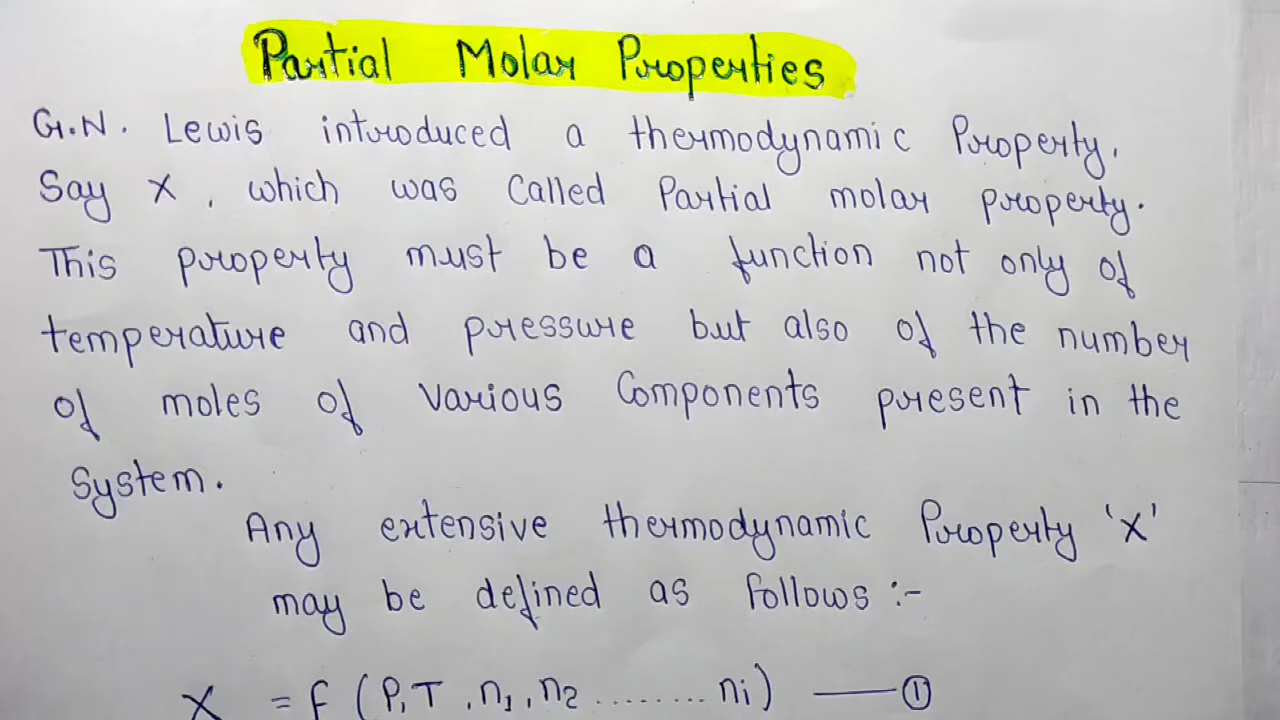 Partial Molar Properties
G.N. Lewis introduced a thermodynamic Property,
Say X, which was Called Partial molar property.
This property must be a function not only of
temperature and pressure but also of the number
of moles of various Components present in the
System.
Any extensive thermodynamic Property 'X'
may be defined as follows :-
X = f (P,T ,n₁,n₂ ........ ni) —— ①